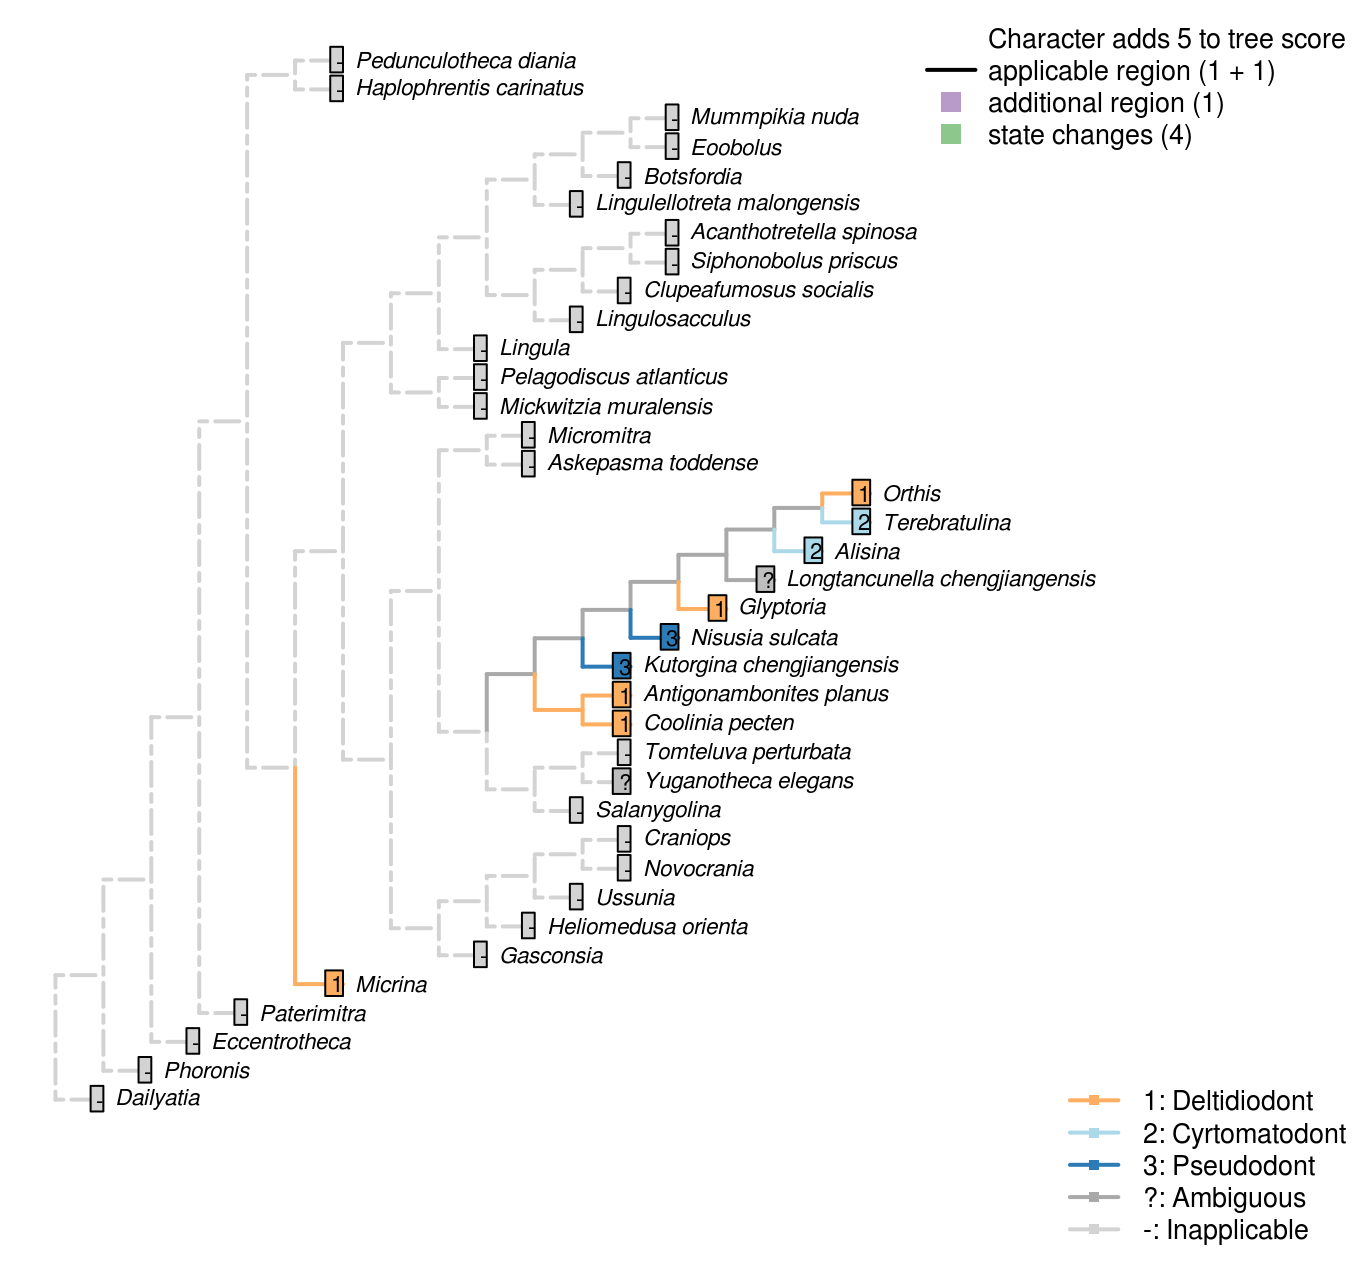 Character adds 5 to tree score
applicable region (1 + 1)
additional region (1)
state changes (4)
- Pedunculotheca diania
- Haplophrentis carinatus
- Mummpikia nuda
- Eoobolus
- Botsfordia
- Lingulellotreta malongensis
- Acanthotretella spinosa
- Siphonobolus priscus
- Clupeafumosus socialis
- Lingulosacculus
- Lingula
- Pelagodiscus atlanticus
- Mickwitzia muralensis
- Micromitra
- Askepasma toddense
1 Orthis
2 Terebratulina
2 Alisina
? Longtancunella chengjiangensis
1 Glyptoria
3 Nisusia sulcata
3 Kutorgina chengjiangensis
1 Antigonambonites planus
1 Coolinia pecten
- Tomteluva perturbata
? Yuganotheca elegans
- Salanygolina
- Craniops
- Novocrania
- Ussunia
- Heliomedusa orienta
- Gasconsia
1 Micrina
- Paterimitra
- Eccentrotheca
- Phoronis
- Dailyatia
1: Deltidiodont
2: Cyrtomatodont
3: Pseudodont
?: Ambiguous
-: Inapplicable